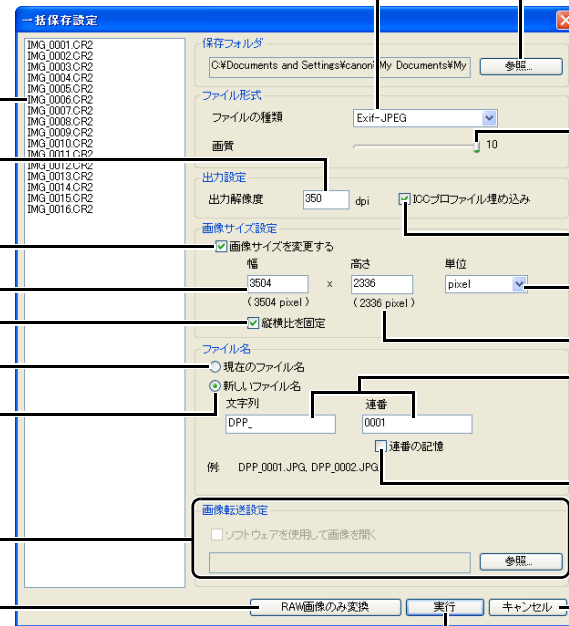 一括保存設定
IMG_0001.CR2
IMG_0002.CR2
IMG_0003.CR2
IMG_0004.CR2
IMG_0005.CR2
IMG_0006.CR2
IMG_0007.CR2
IMG_0008.CR2
IMG_0009.CR2
IMG_0010.CR2
IMG_0011.CR2
IMG_0012.CR2
IMG_0013.CR2
IMG_0014.CR2
IMG_0015.CR2
IMG_0016.CR2
保存フォルダ
C:¥Documents and Settings¥canon¥My Documents¥My
参照...
ファイル形式
ファイルの種類 Exif-JPEG
画質 10
出力設定
出力解像度 350 dpi ICCプロファイル埋め込み
画像サイズ設定
画像サイズを変更する
幅 高さ 単位
3504 x 2336 pixel
(3504 pixel) (2336 pixel)
縦横比を固定
ファイル名
現在のファイル名
新しいファイル名
文字列 連番
DPP_ 0001
連番の記憶
例: DPP_0001.JPG, DPP_0002.JPG
画像転送設定
ソフトウェアを使用して画像を開く
参照...
RAW画像のみ変換 実行 キャンセル